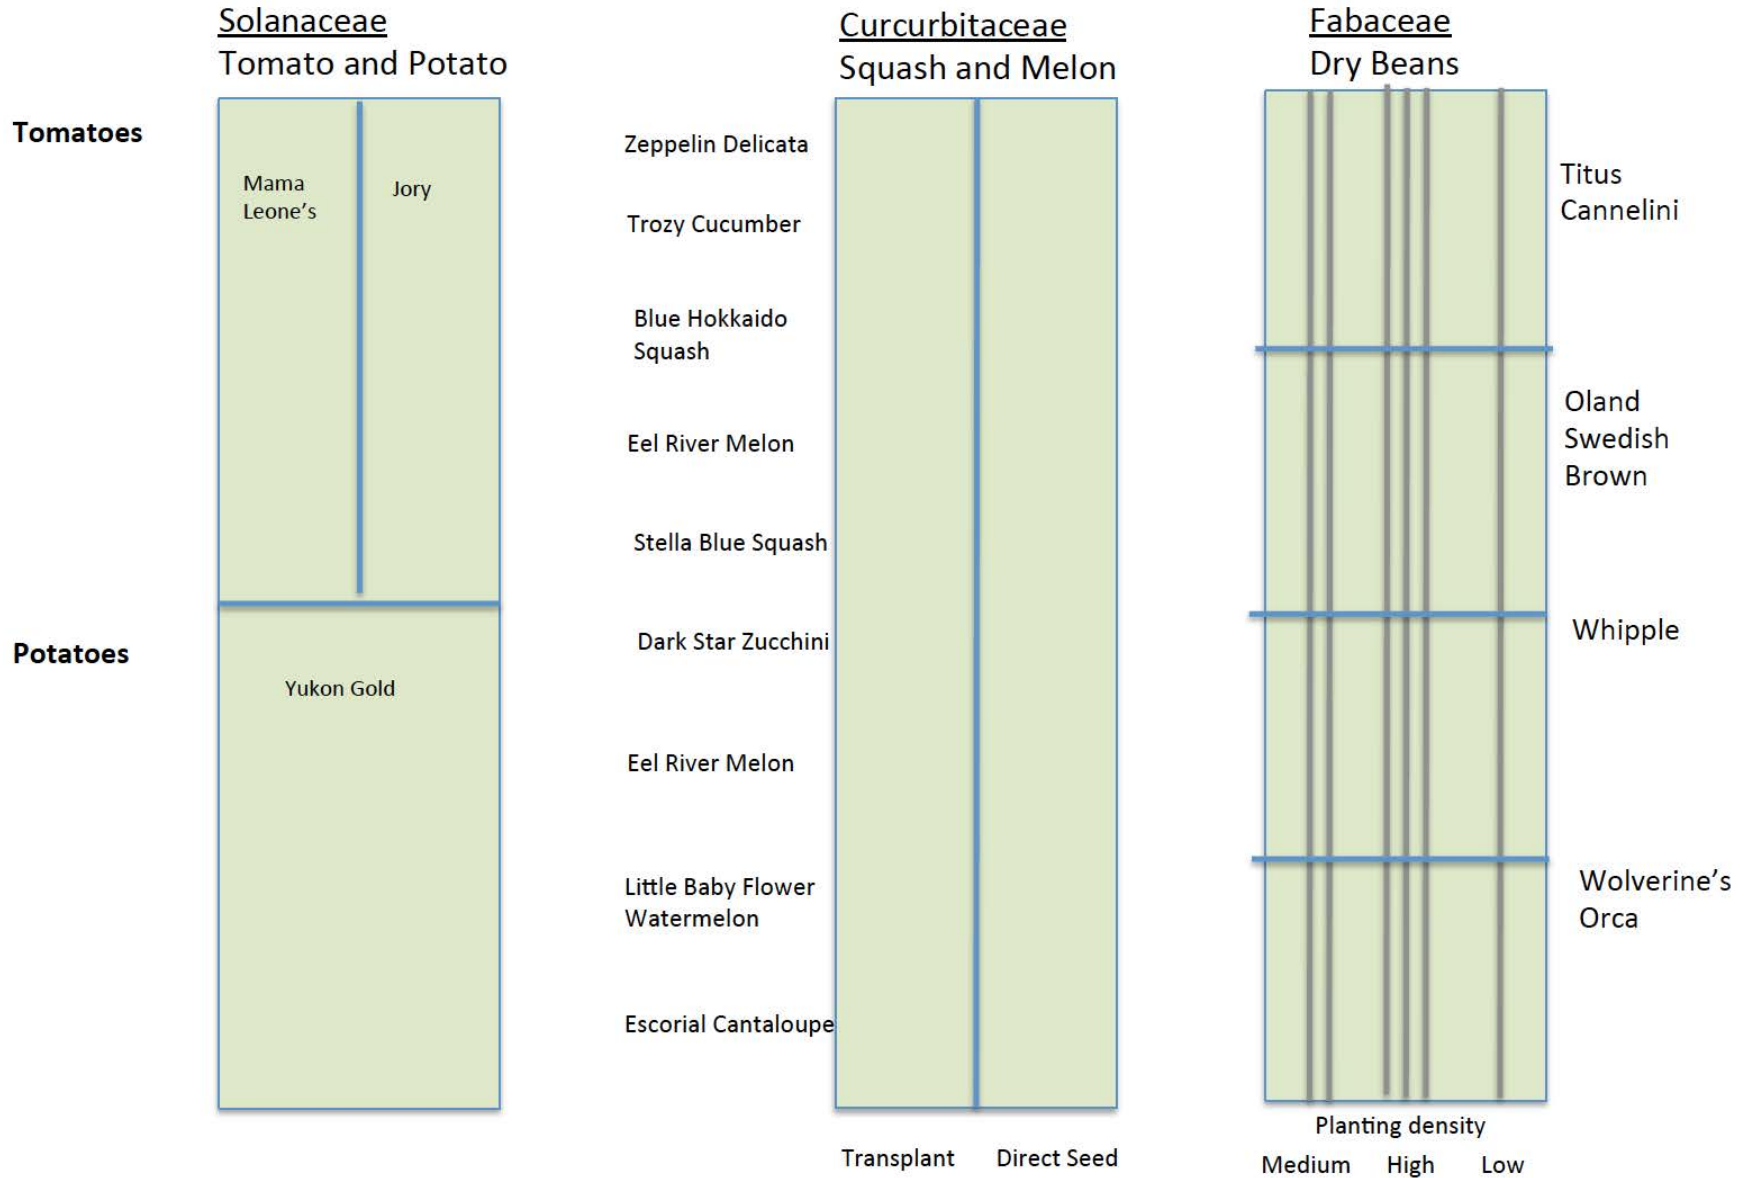 Solanaceae
Tomato and Potato
Tomatoes
Mama
Leone's
Jory
Potatoes
Yukon Gold
Curcurbitaceae
Squash and Melon
Zeppelin Delicata
Trozy Cucumber
Blue Hokkaido
Squash
Eel River Melon
Stella Blue Squash
Dark Star Zucchini
Eel River Melon
Little Baby Flower
Watermelon
Escorial Cantaloupe
Transplant
Direct Seed
Fabaceae
Dry Beans
Titus
Cannelini
Oland
Swedish
Brown
Whipple
Wolverine's
Orca
Planting density
Medium
High
Low